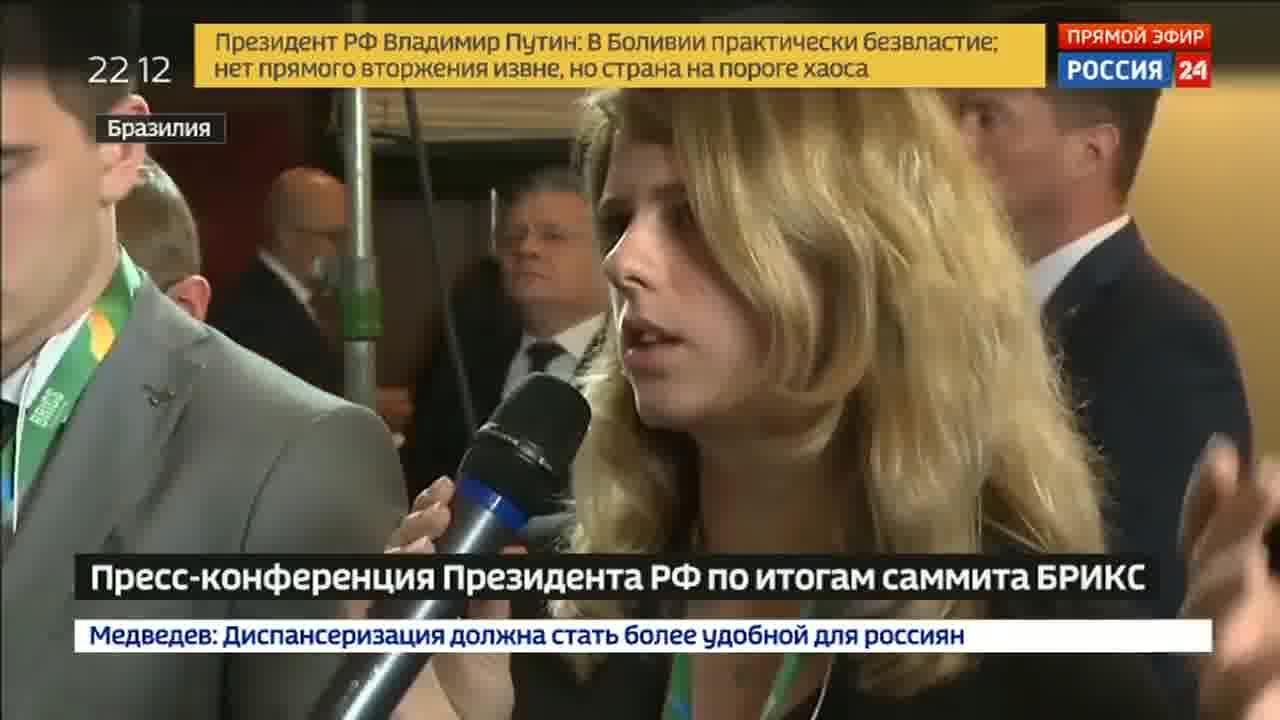 22 12
Президент РФ Владимир Путин: В Боливии практически безвластие;
нет прямого вторжения извне, но страна на пороге хаоса
ПРЯМОЙ ЭФИР
РОССИЯ 24
Бразилия
BRICS
Пресс-конференция Президента РФ по итогам саммита БРИКС
Медведев: Диспансеризация должна стать более удобной для россиян